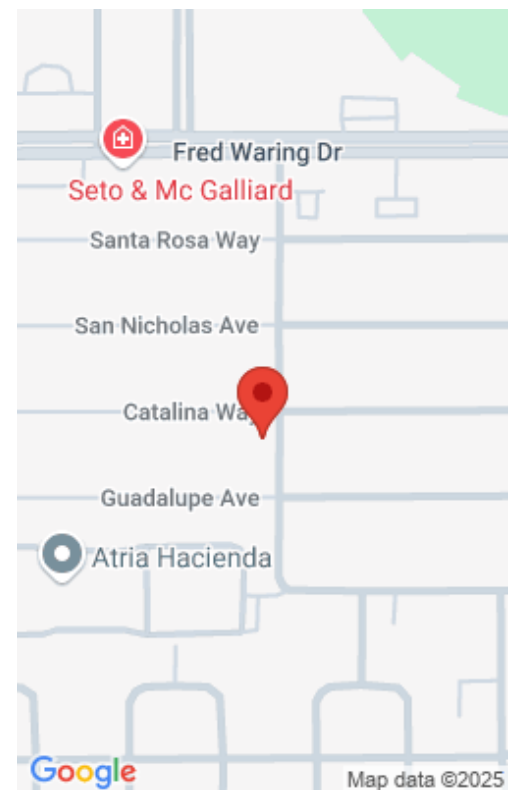 Fred Waring Dr
Seto & Mc Galliard
Santa Rosa Way
San Nicholas Ave
Catalina Way
Guadalupe Ave
Atria Hacienda
Google
Map data ©2025